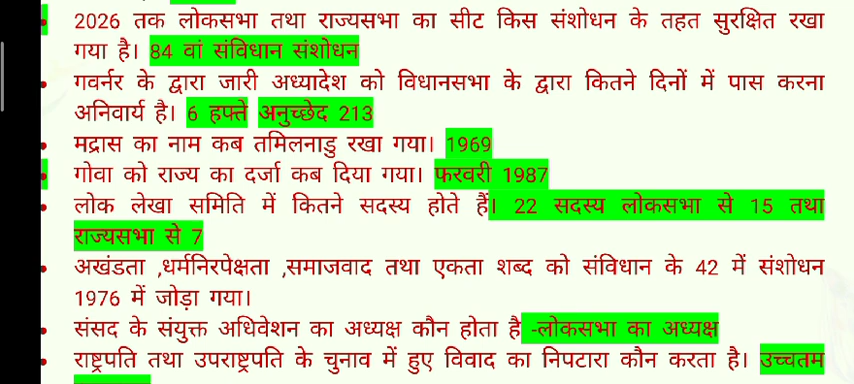 2026 तक लोकसभा तथा राज्यसभा का सीट किस संशोधन के तहत सुरक्षित रखा
गया है। 84 वां संविधान संशोधन
गवर्नर के द्वारा जारी अध्यादेश को विधानसभा के द्वारा कितने दिनों में पास करना
अनिवार्य है। 6 हफ्ते अनुच्छेद 213
मद्रास का नाम कब तमिलनाडु रखा गया। 1969
गोवा को राज्य का दर्जा कब दिया गया। फरवरी 1987
लोक लेखा समिति में कितने सदस्य होते हैं। 22 सदस्य लोकसभा से 15 तथा
राज्यसभा से 7
अखंडता ,धर्मनिरपेक्षता ,समाजवाद तथा एकता शब्द को संविधान के 42 में संशोधन
1976 में जोड़ा गया।
संसद के संयुक्त अधिवेशन का अध्यक्ष कौन होता है -लोकसभा का अध्यक्ष
राष्ट्रपति तथा उपराष्ट्रपति के चुनाव में हुए विवाद का निपटारा कौन करता है। उच्चतम